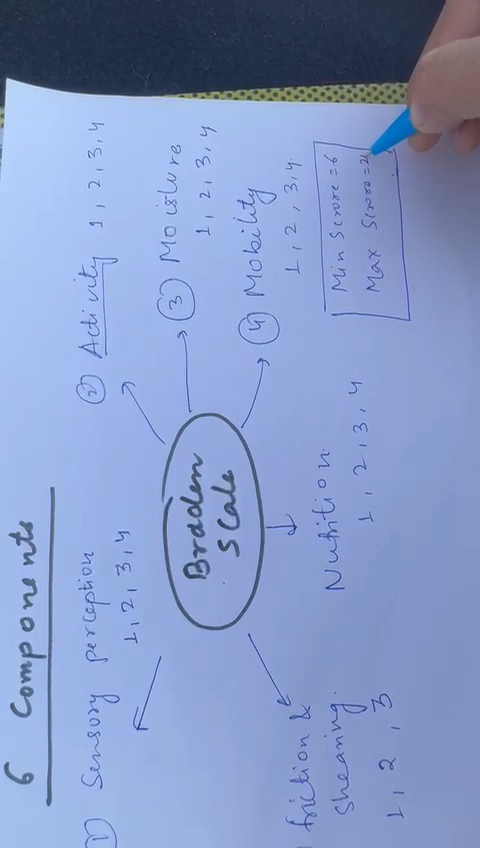 6 Components
1) Sensory perception
1, 2, 3, 4
2 Activity 1, 2, 3, 4
3 Moisture
1, 2, 3, 4
4 Mobility
1, 2, 3, 4
Braden
Scale
Nutrition
1, 2, 3, 4
friction &
Shearing.
1, 2, 3
Min Score = 6
Max Score =